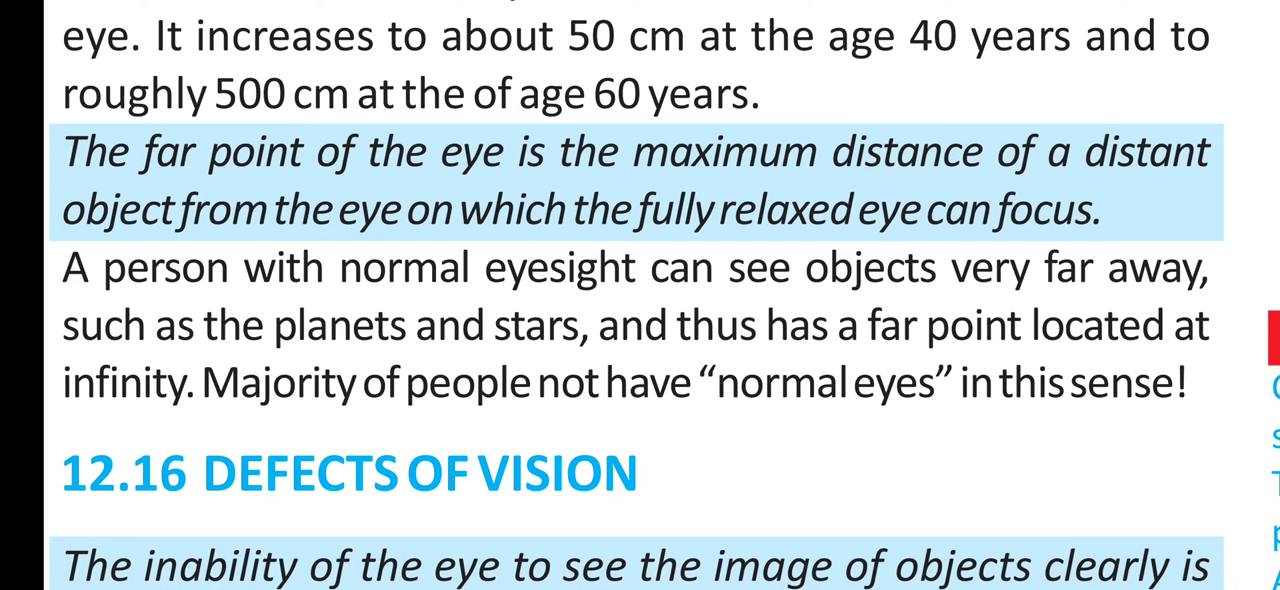 eye. It increases to about 50 cm at the age 40 years and to
roughly 500 cm at the of age 60 years.
The far point of the eye is the maximum distance of a distant
object from the eye on which the fully relaxed eye can focus.
A person with normal eyesight can see objects very far away,
such as the planets and stars, and thus has a far point located at
infinity. Majority of people not have “normal eyes” in this sense!
12.16 DEFECTS OF VISION
The inability of the eye to see the image of objects clearly is